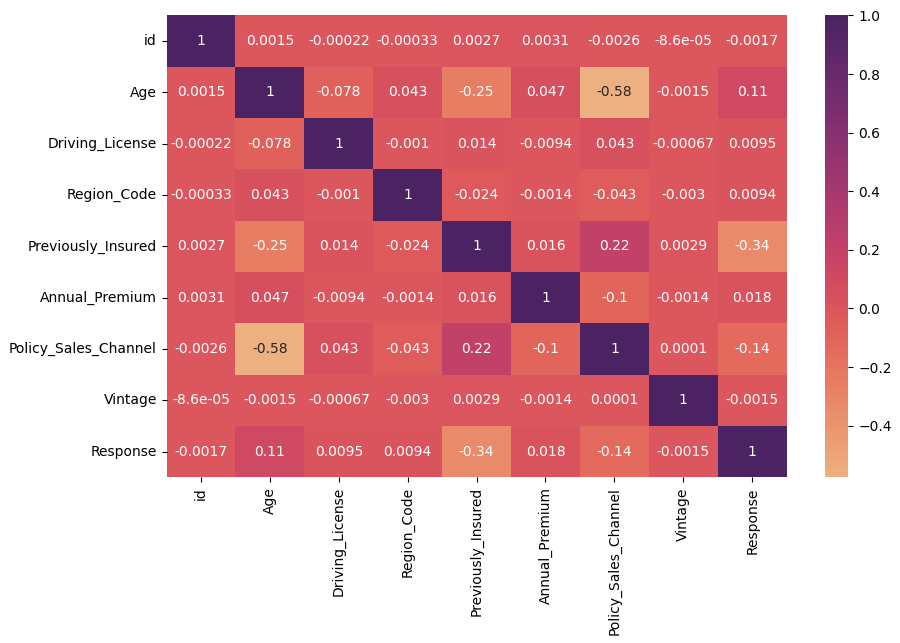 id 1 0.0015 -0.00022 -0.00033 0.0027 0.0031 -0.0026 -8.6e-05 -0.0017
Age 0.0015 1 -0.078 0.043 -0.25 0.047 -0.58 -0.0015 0.11
Driving_License -0.00022 -0.078 1 -0.001 0.014 -0.0094 0.043 -0.00067 0.0095
Region_Code -0.00033 0.043 -0.001 1 -0.024 -0.0014 -0.043 -0.003 0.0094
Previously_Insured 0.0027 -0.25 0.014 -0.024 1 0.016 0.22 0.0029 -0.34
Annual_Premium 0.0031 0.047 -0.0094 -0.0014 0.016 1 -0.1 -0.0014 0.018
Policy_Sales_Channel -0.0026 -0.58 0.043 -0.043 0.22 -0.1 1 0.0001 -0.14
Vintage -8.6e-05 -0.0015 -0.00067 -0.003 0.0029 -0.0014 0.0001 1 -0.0015
Response -0.0017 0.11 0.0095 0.0094 -0.34 0.018 -0.14 -0.0015 1
id Age Driving_License Region_Code Previously_Insured Annual_Premium Policy_Sales_Channel Vintage Response
1.0
0.8
0.6
0.4
0.2
0.0
−0.2
−0.4